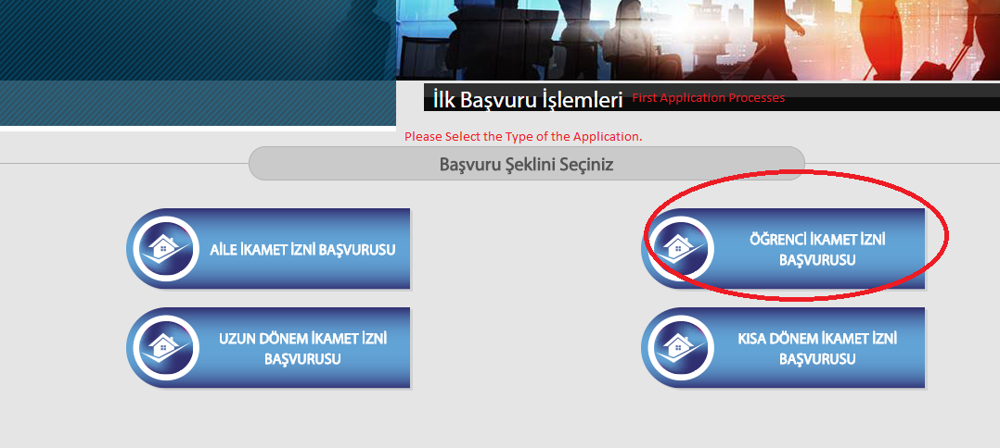 İlk Başvuru İşlemleri First Application Processes
Please Select the Type of the Application.
Başvuru Şeklini Seçiniz
AİLE İKAMET İZNİ BAŞVURUSU
ÖĞRENCİ İKAMET İZNİ
BAŞVURUSU
UZUN DÖNEM İKAMET İZNİ
BAŞVURUSU
KISA DÖNEM İKAMET İZNİ
BAŞVURUSU